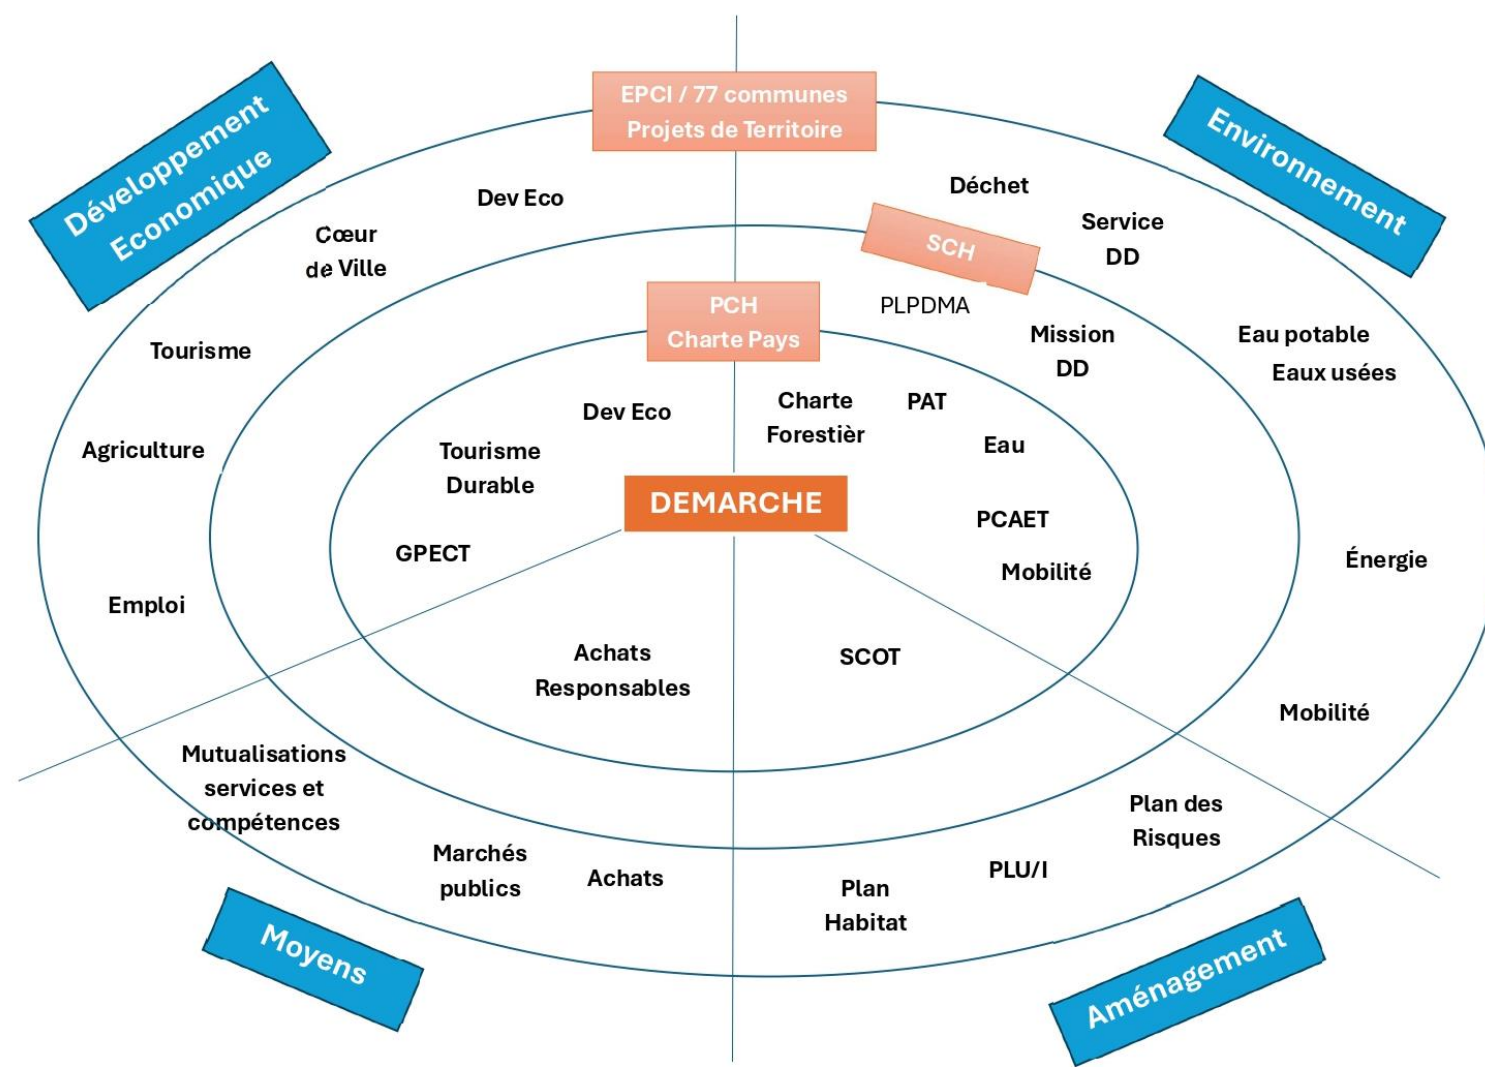 EPCI / 77 communes
Projets de Territoire
Développement
Economique
Environnement
Dev Eco
Déchet
Cœur
de Ville
Service
DD
SCH
PCH
Charte Pays
PLPDMA
Tourisme
Mission
DD
Eau potable
Eaux usées
Dev Eco
Charte
Forestièr
PAT
Agriculture
Tourisme
Durable
Eau
DEMARCHE
PCAET
GPECT
Énergie
Mobilité
Emploi
Achats
Responsables
SCOT
Mobilité
Mutualisations
services et
compétences
Plan des
Risques
Marchés
publics
Achats
PLU/I
Plan
Habitat
Moyens
Aménagement